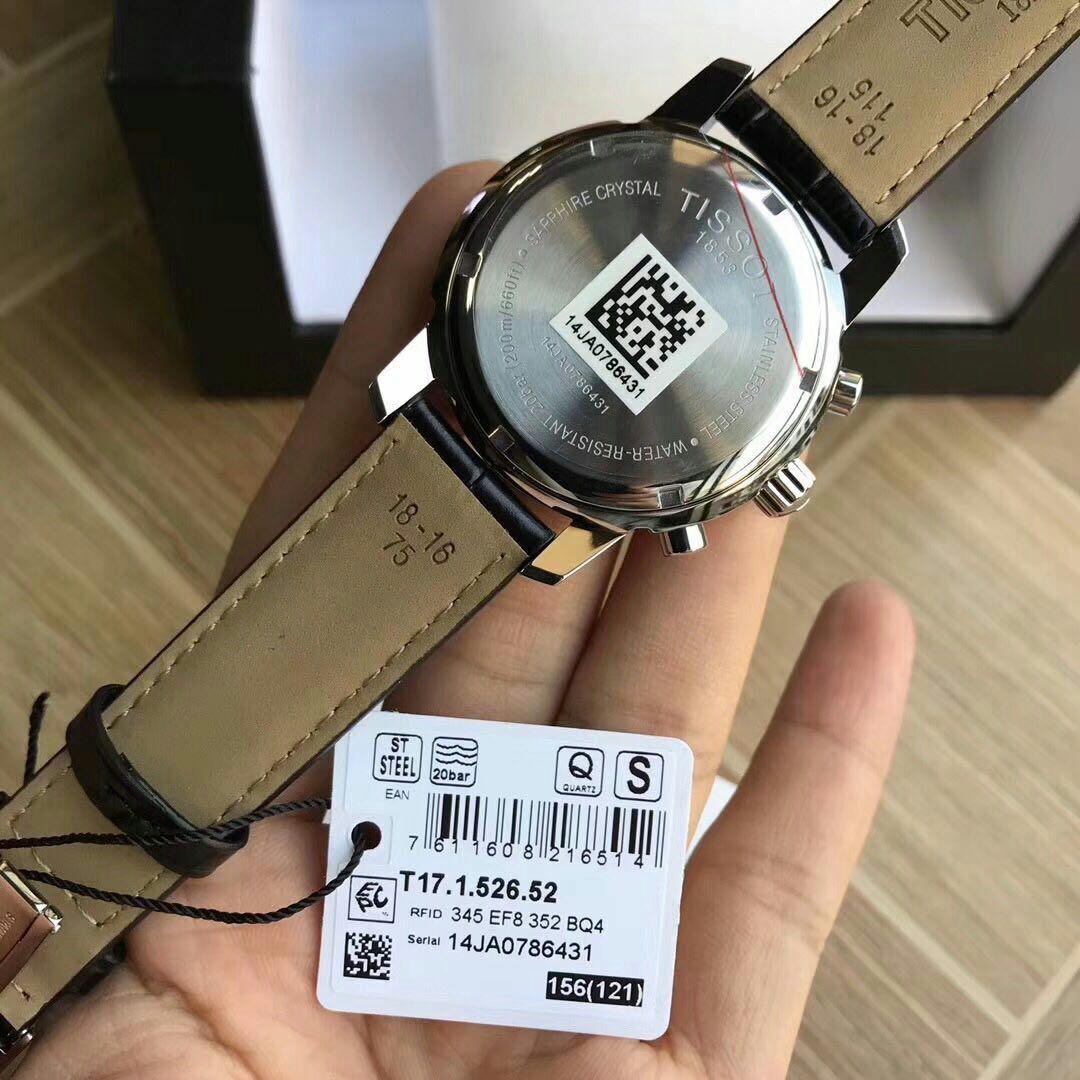 TISSOT
1853
STAINLESS STEEL • WATER-RESISTANT 20bar (200m/660ft) • SAPPHIRE CRYSTAL
14JA0786431
14JA0786431
18-16
115
18-16
75
ST
STEEL
20bar
Q
QUARTZ
S
EAN
7 611608 216514
T17.1.526.52
RFID 345 EF8 352 BQ4
Serial 14JA0786431
156(121)